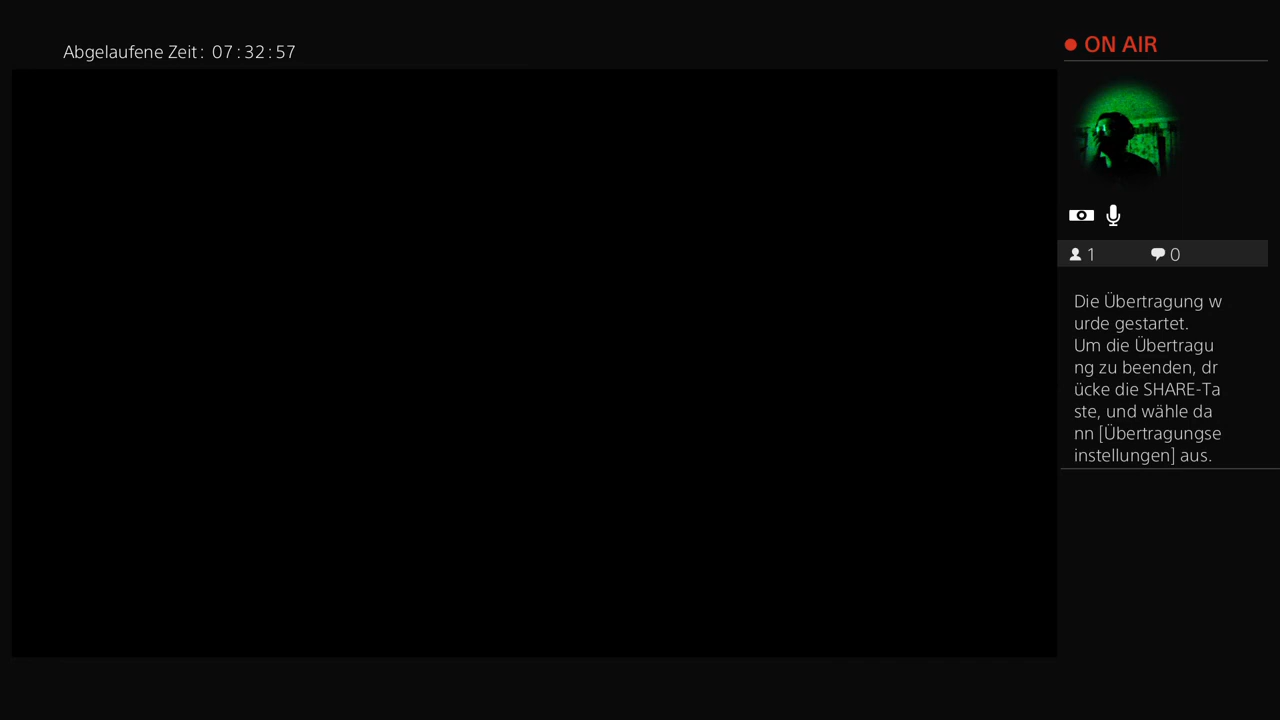 Abgelaufene Zeit: 07:32:57
ON AIR
1 0
Die Übertragung w
urde gestartet.
Um die Übertragu
ng zu beenden, dr
ücke die SHARE-Ta
ste, und wähle da
nn [Übertragungse
instellungen] aus.